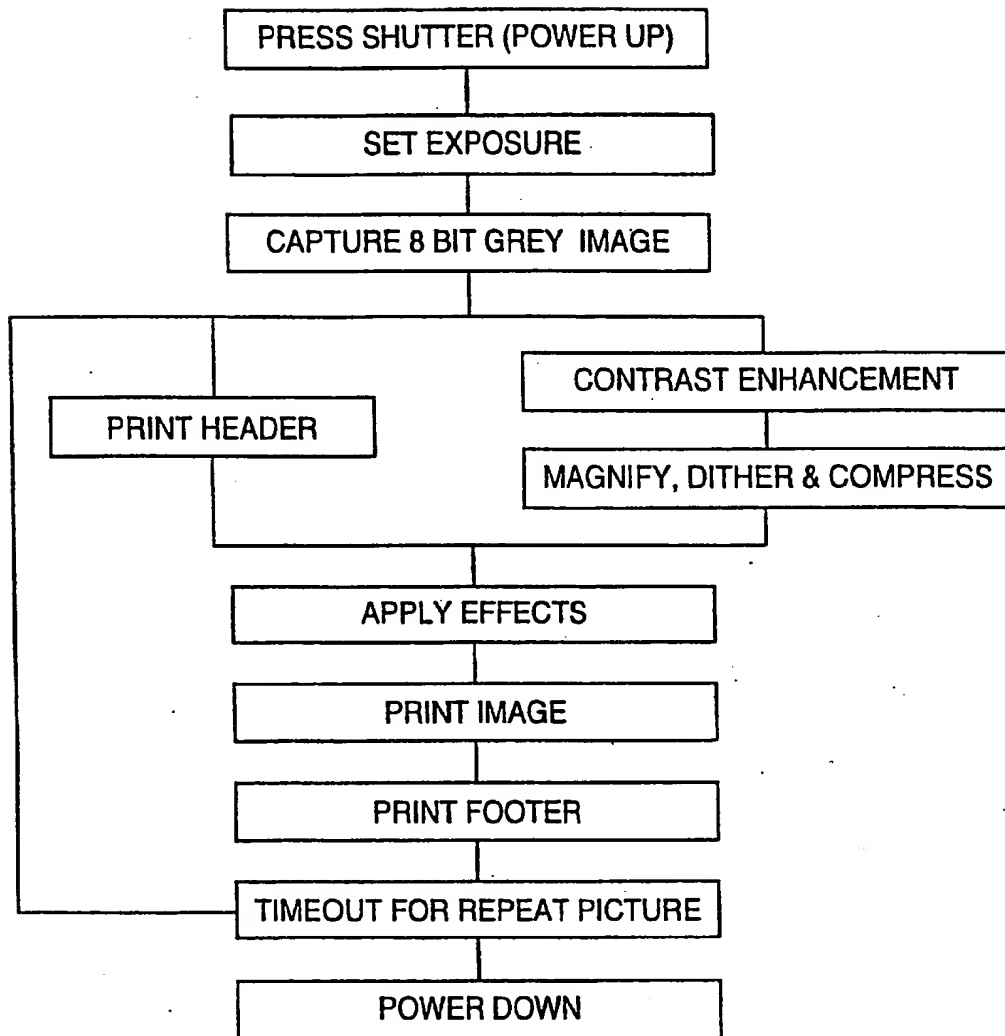 PRESS SHUTTER (POWER UP)
SET EXPOSURE
CAPTURE 8 BIT GREY IMAGE
CONTRAST ENHANCEMENT
PRINT HEADER
MAGNIFY, DITHER & COMPRESS
APPLY EFFECTS
PRINT IMAGE
PRINT FOOTER
TIMEOUT FOR REPEAT PICTURE
POWER DOWN